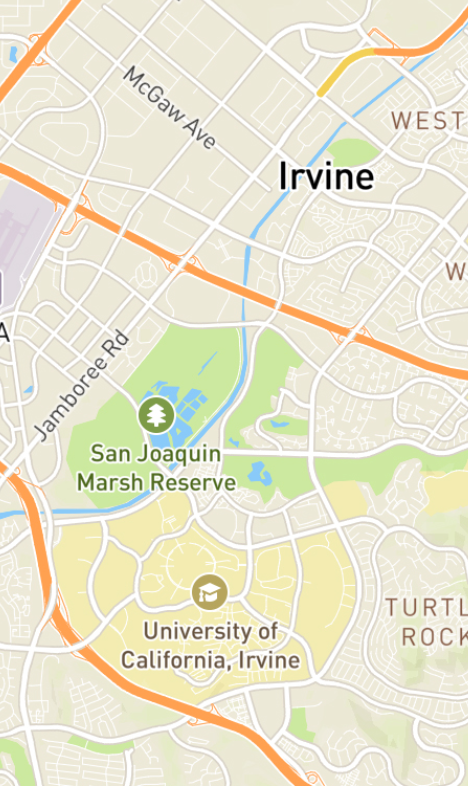 McGaw Ave
WEST
Irvine
W
A
Jamboree Rd
San Joaquin
Marsh Reserve
University of
California, Irvine
TURTL
ROCK